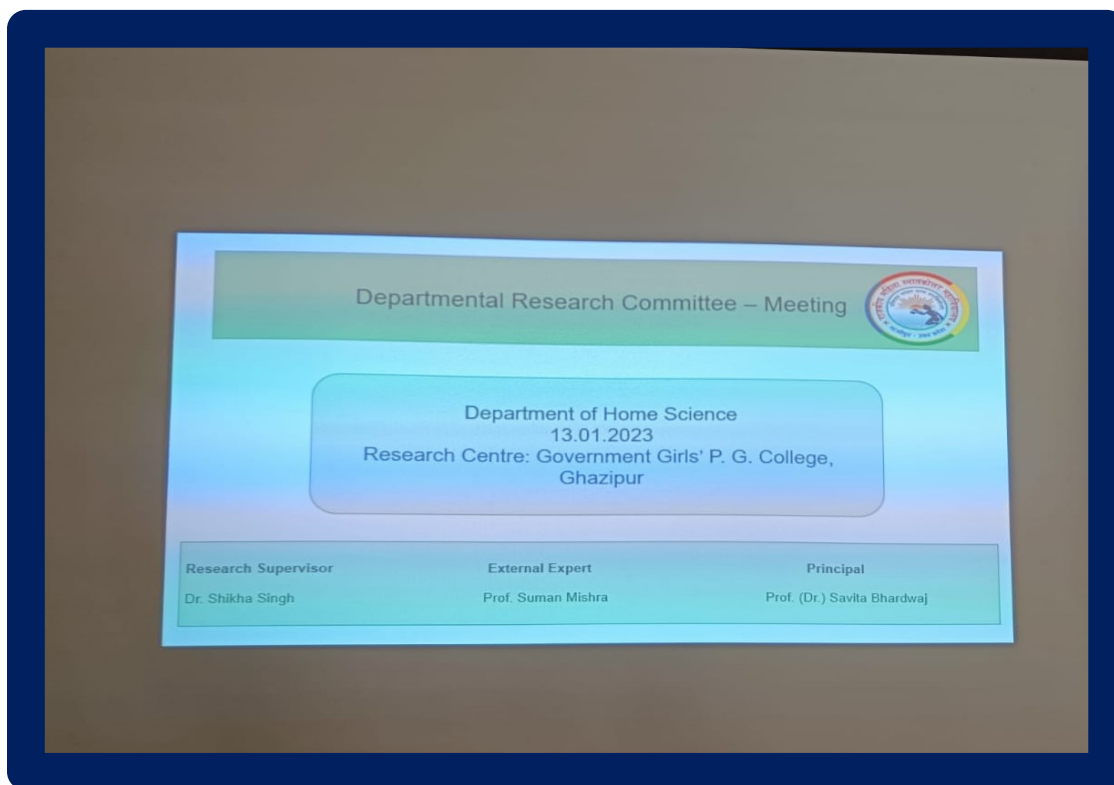 Departmental Research Committee – Meeting
Department of Home Science
13.01.2023
Research Centre: Government Girls' P. G. College,
Ghazipur
Research Supervisor
Dr. Shikha Singh
External Expert
Prof. Suman Mishra
Principal
Prof. (Dr.) Savita Bhardwaj